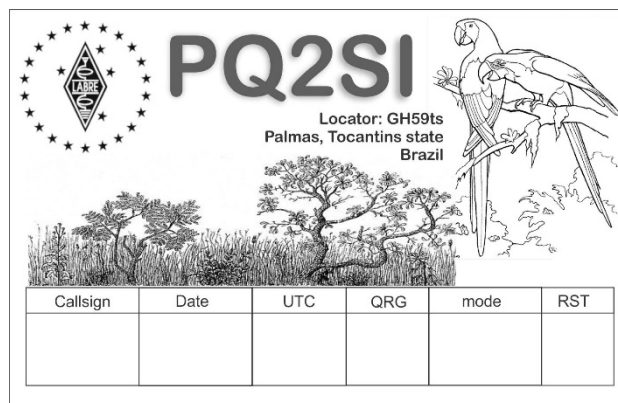 LABRE
PQ2SI
Locator: GH59ts
Palmas, Tocantins state
Brazil
Callsign Date UTC QRG mode RST